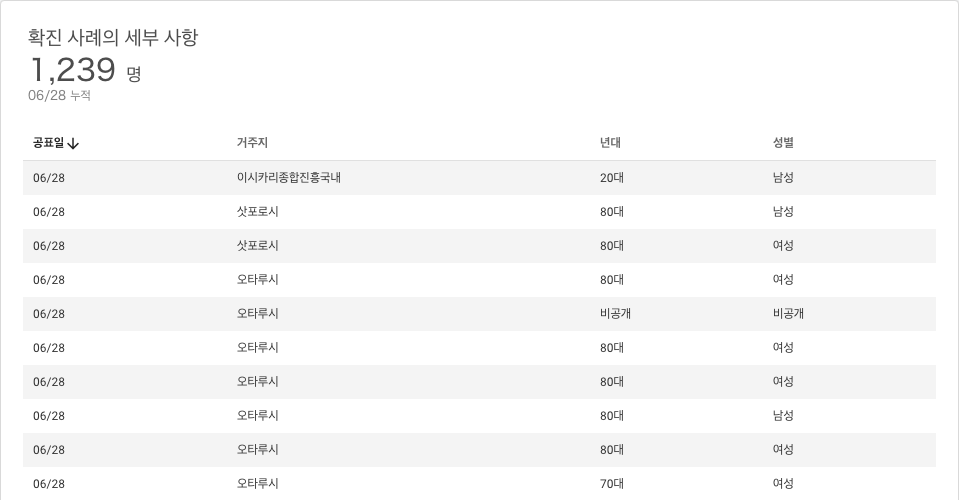 확진 사례의 세부 사항
1,239 명
06/28 누적
공표일 거주지 년대 성별
06/28 이시카리종합진흥국내 20대 남성
06/28 삿포로시 80대 남성
06/28 삿포로시 80대 여성
06/28 오타루시 80대 여성
06/28 오타루시 비공개 비공개
06/28 오타루시 80대 여성
06/28 오타루시 80대 여성
06/28 오타루시 80대 남성
06/28 오타루시 80대 여성
06/28 오타루시 70대 여성